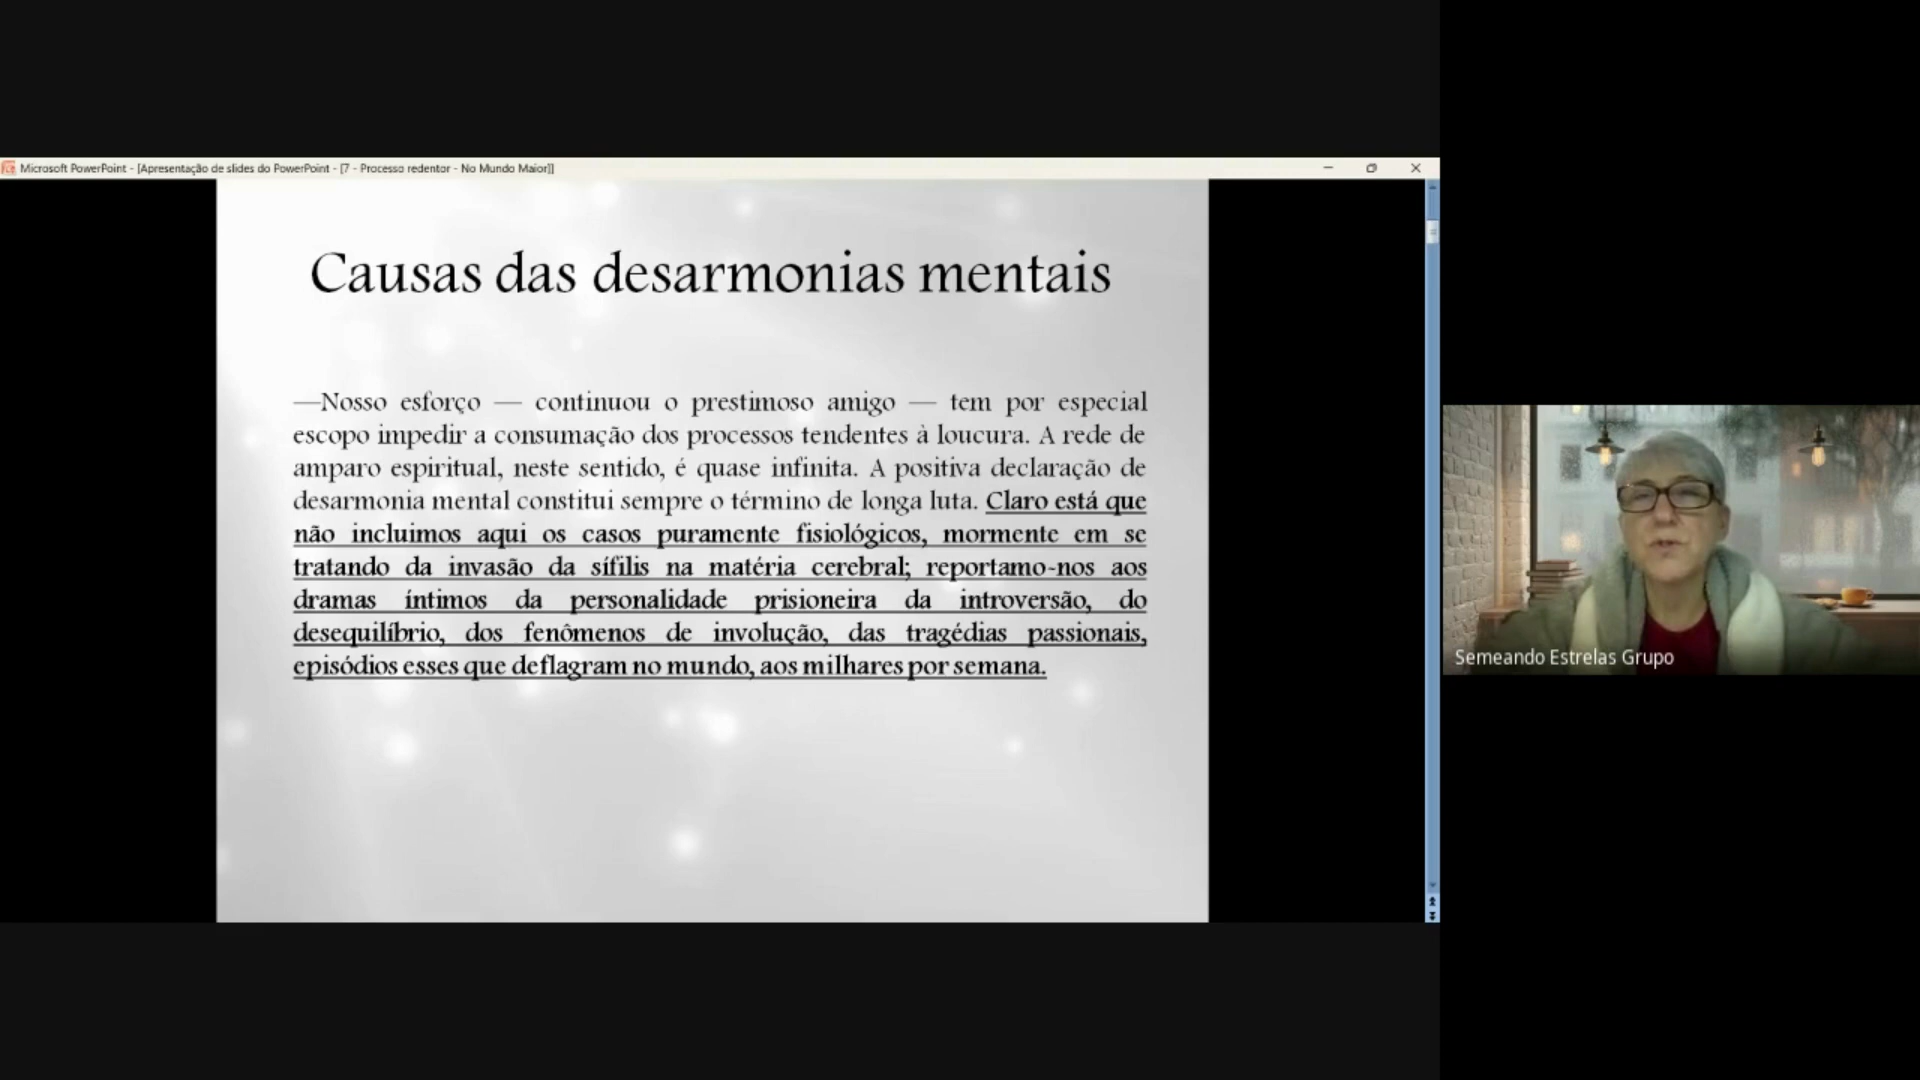 Microsoft PowerPoint - [Apresentação de slides do PowerPoint - [7 - Processo redentor - No Mundo Maior]]
Causas das desarmonias mentais
—Nosso esforço — continuou o prestimoso amigo — tem por especial
escopo impedir a consumação dos processos tendentes à loucura. A rede de
amparo espiritual, neste sentido, é quase infinita. A positiva declaração de
desarmonia mental constitui sempre o término de longa luta. Claro está que
não incluimos aqui os casos puramente fisiológicos, mormente em se
tratando da invasão da sífilis na matéria cerebral; reportamo-nos aos
dramas íntimos da personalidade prisioneira da introversão, do
desequilíbrio, dos fenômenos de involução, das tragédias passionais,
episódios esses que deflagram no mundo, aos milhares por semana.
Semeando Estrelas Grupo